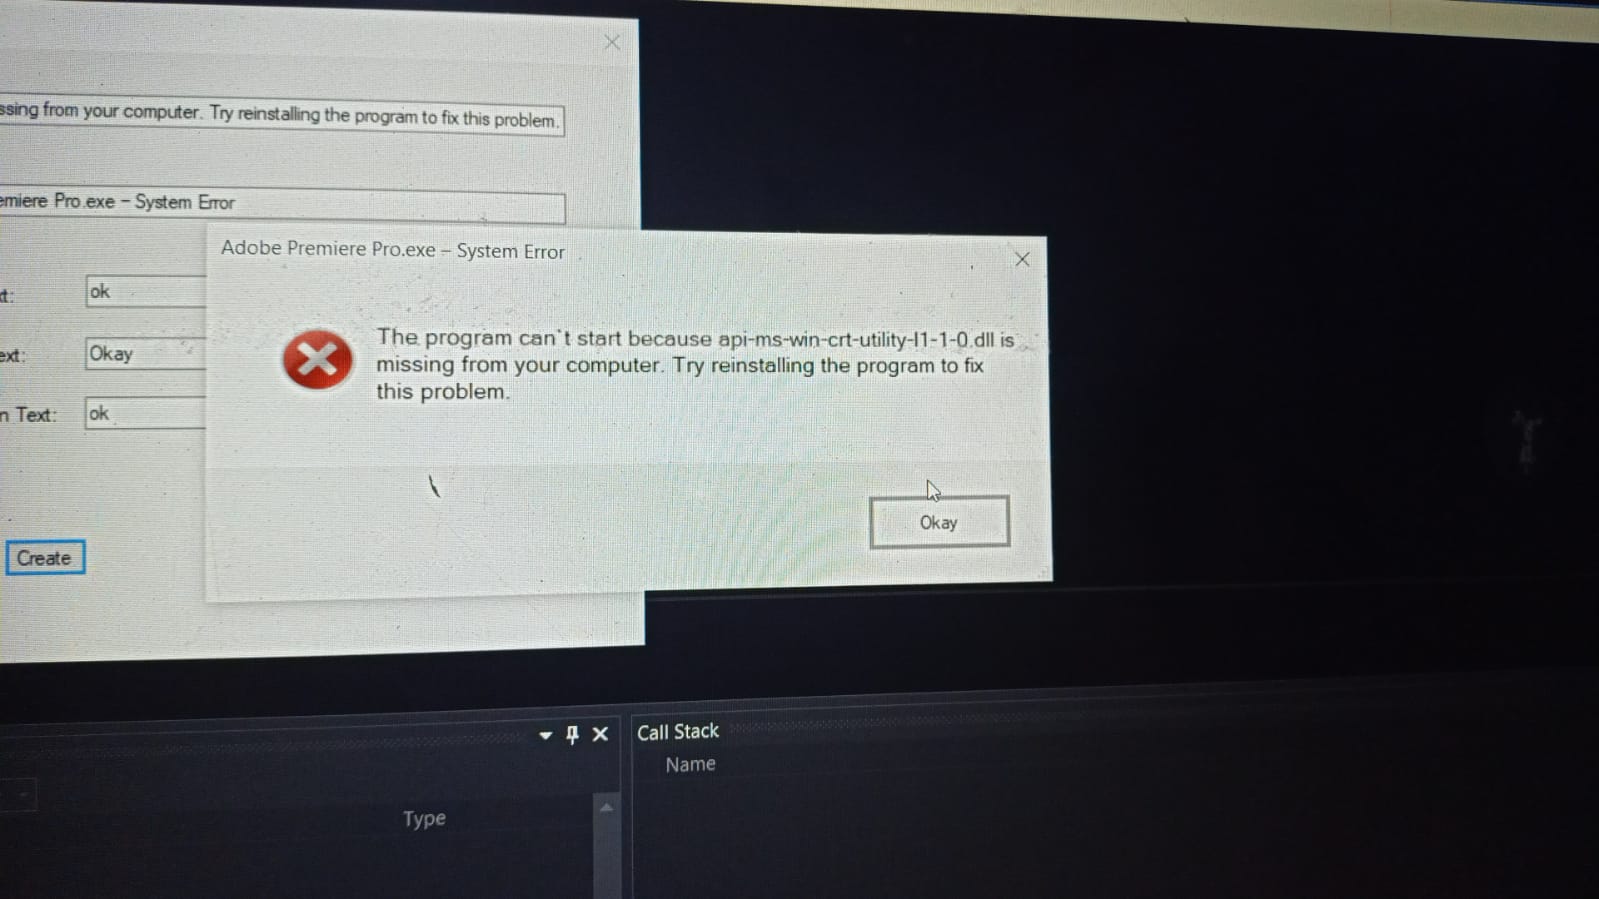 ssing from your computer. Try reinstalling the program to fix this problem.
emiere Pro.exe – System Error
Adobe Premiere Pro.exe – System Error
xt:
ok
The program can`t start because api-ms-win-crt-utility-l1-1-0.dll is
missing from your computer. Try reinstalling the program to fix
this problem.
ext:
Okay
n Text:
ok
Okay
Create
Call Stack
Name
Type